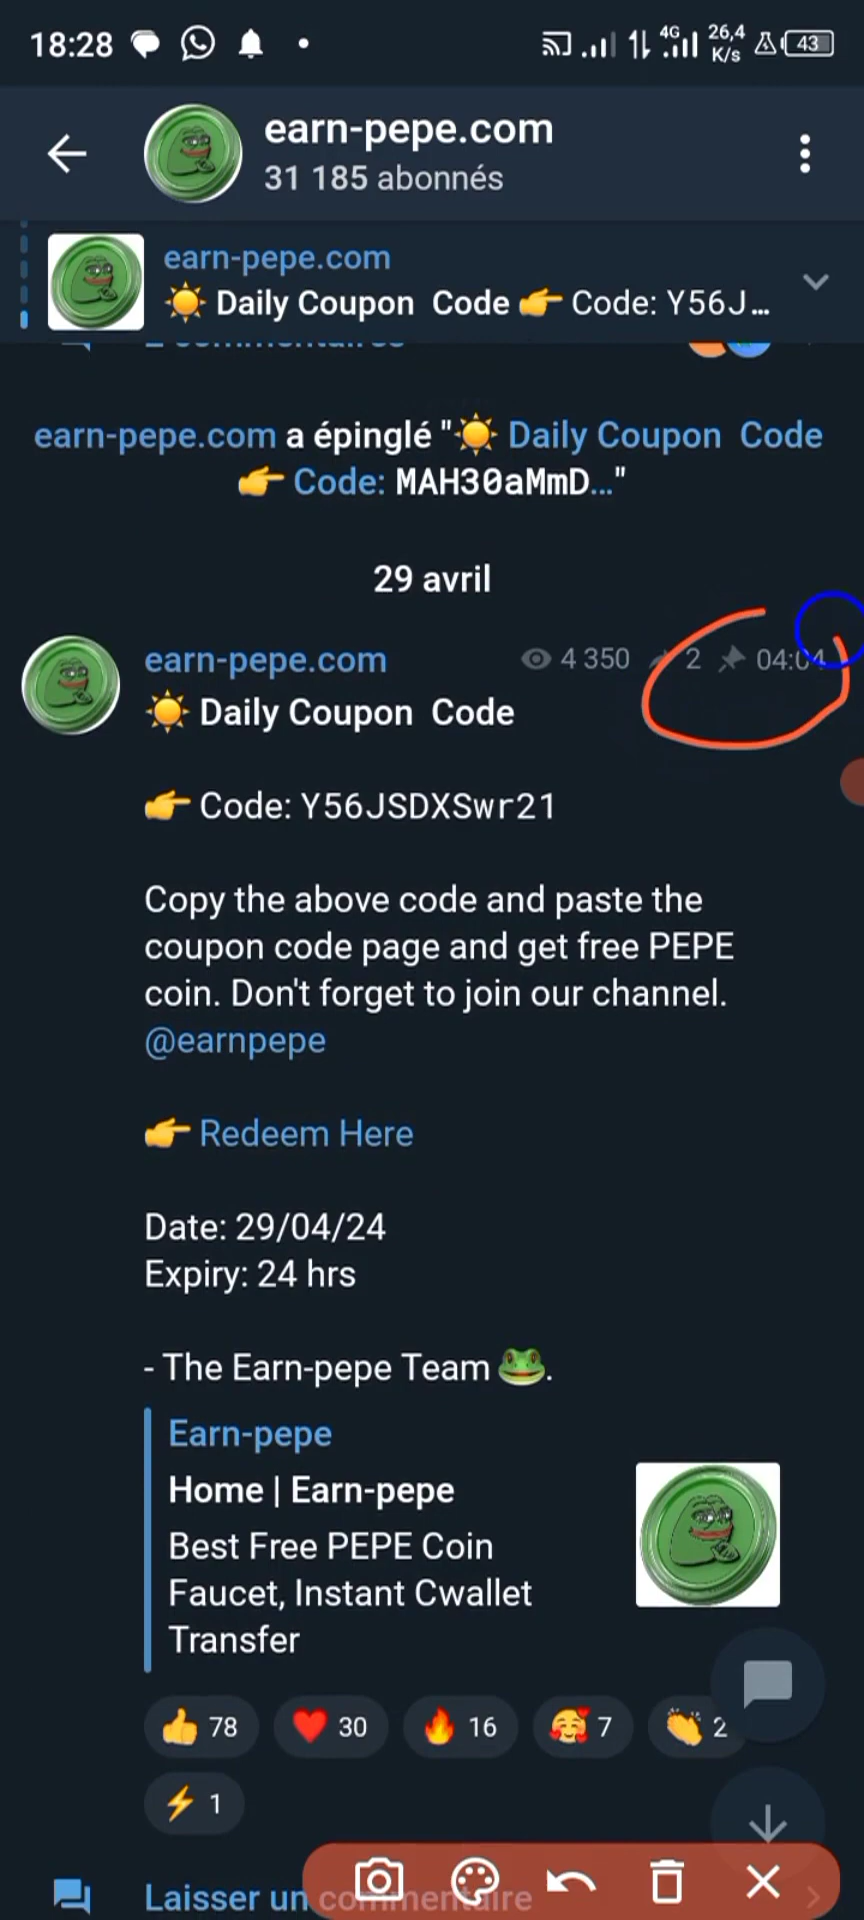 18:28
4G 26,4 K/s 43
earn-pepe.com
31 185 abonnés
earn-pepe.com
Daily Coupon Code 👉 Code: Y56J...
earn-pepe.com a épinglé "☀️ Daily Coupon Code
👉 Code: MAH30aMmD..."
29 avril
earn-pepe.com 4 350 2 04:04
☀️ Daily Coupon Code
👉 Code: Y56JSDXSwr21
Copy the above code and paste the
coupon code page and get free PEPE
coin. Don't forget to join our channel.
@earnpepe
👉 Redeem Here
Date: 29/04/24
Expiry: 24 hrs
- The Earn-pepe Team 🐸.
Earn-pepe
Home | Earn-pepe
Best Free PEPE Coin
Faucet, Instant Cwallet
Transfer
👍 78 ❤️ 30 🔥 16 🥰 7 👏 2
⚡ 1
Laisser un commentaire